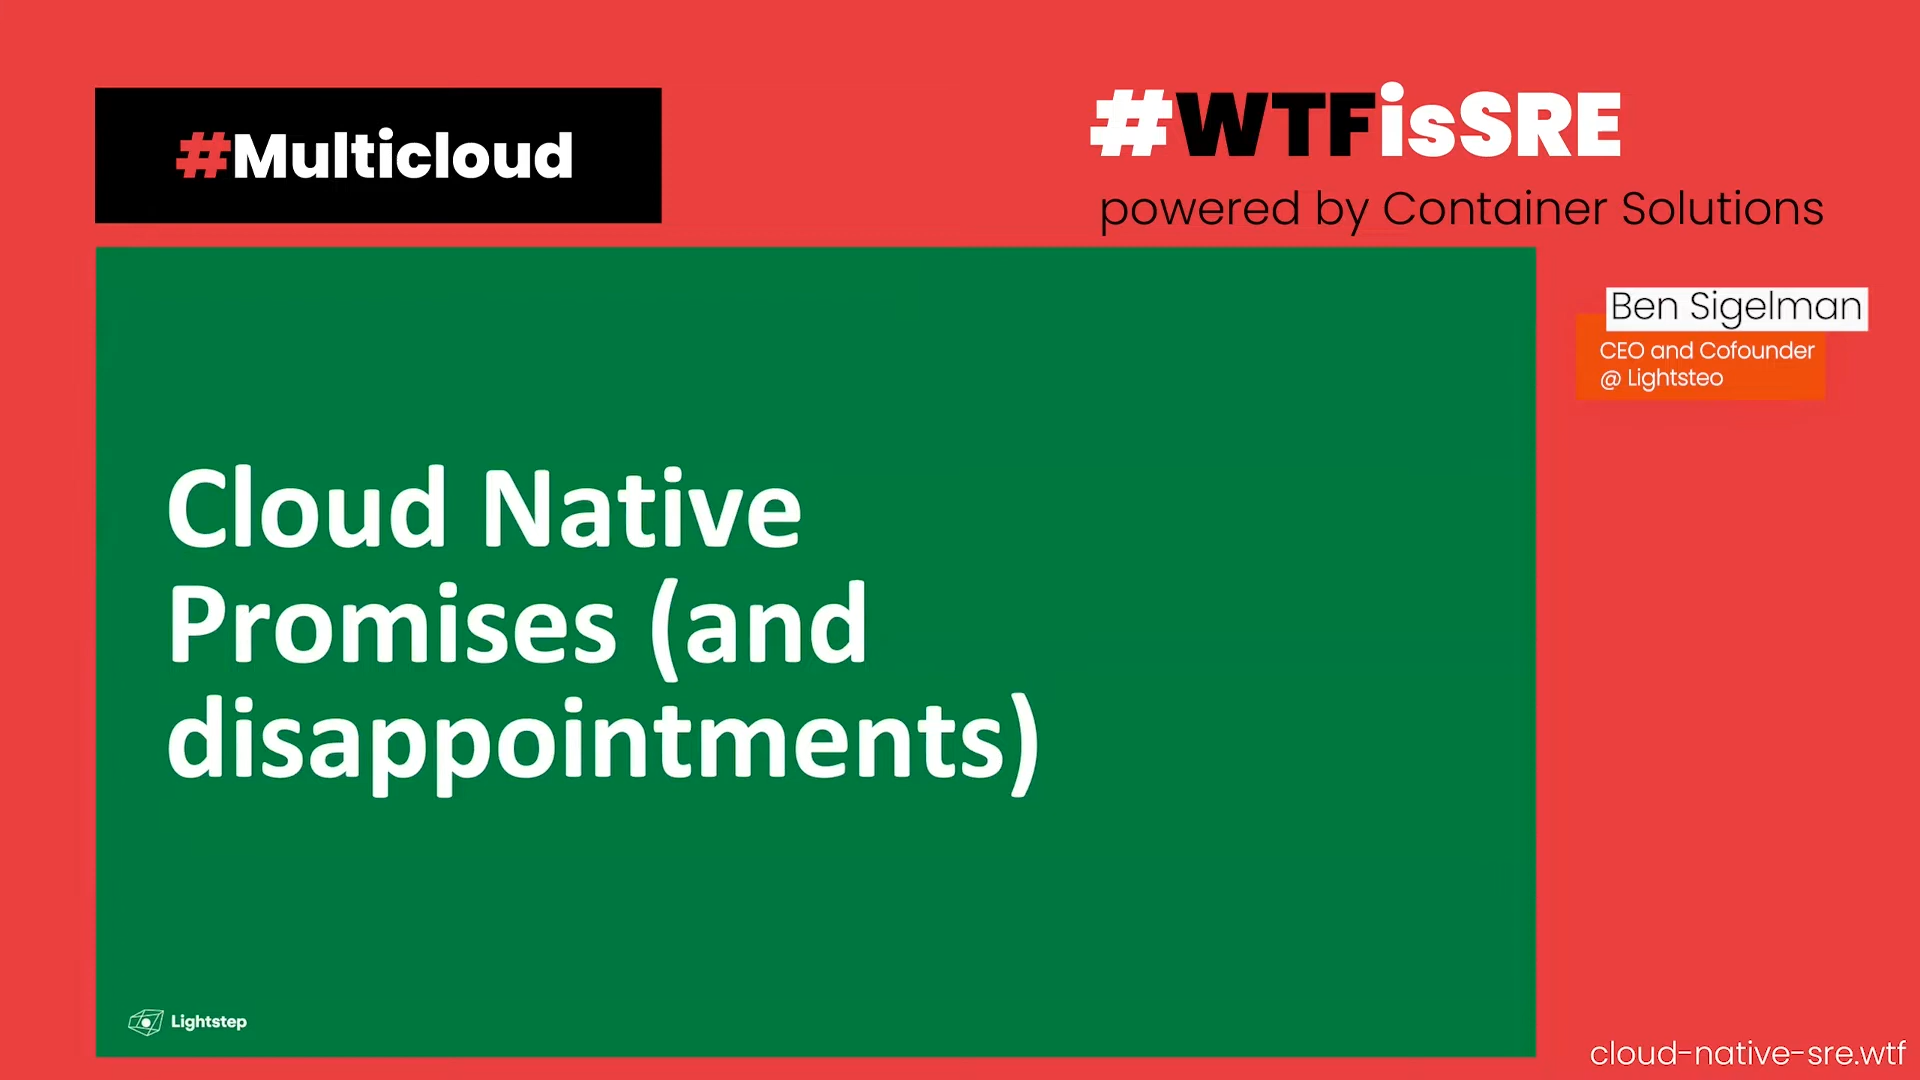 #Multicloud
#WTFisSRE
powered by Container Solutions
Ben Sigelman
CEO and Cofounder
@ Lightsteo
Cloud Native
Promises (and
disappointments)
Lightstep
cloud-native-sre.wtf